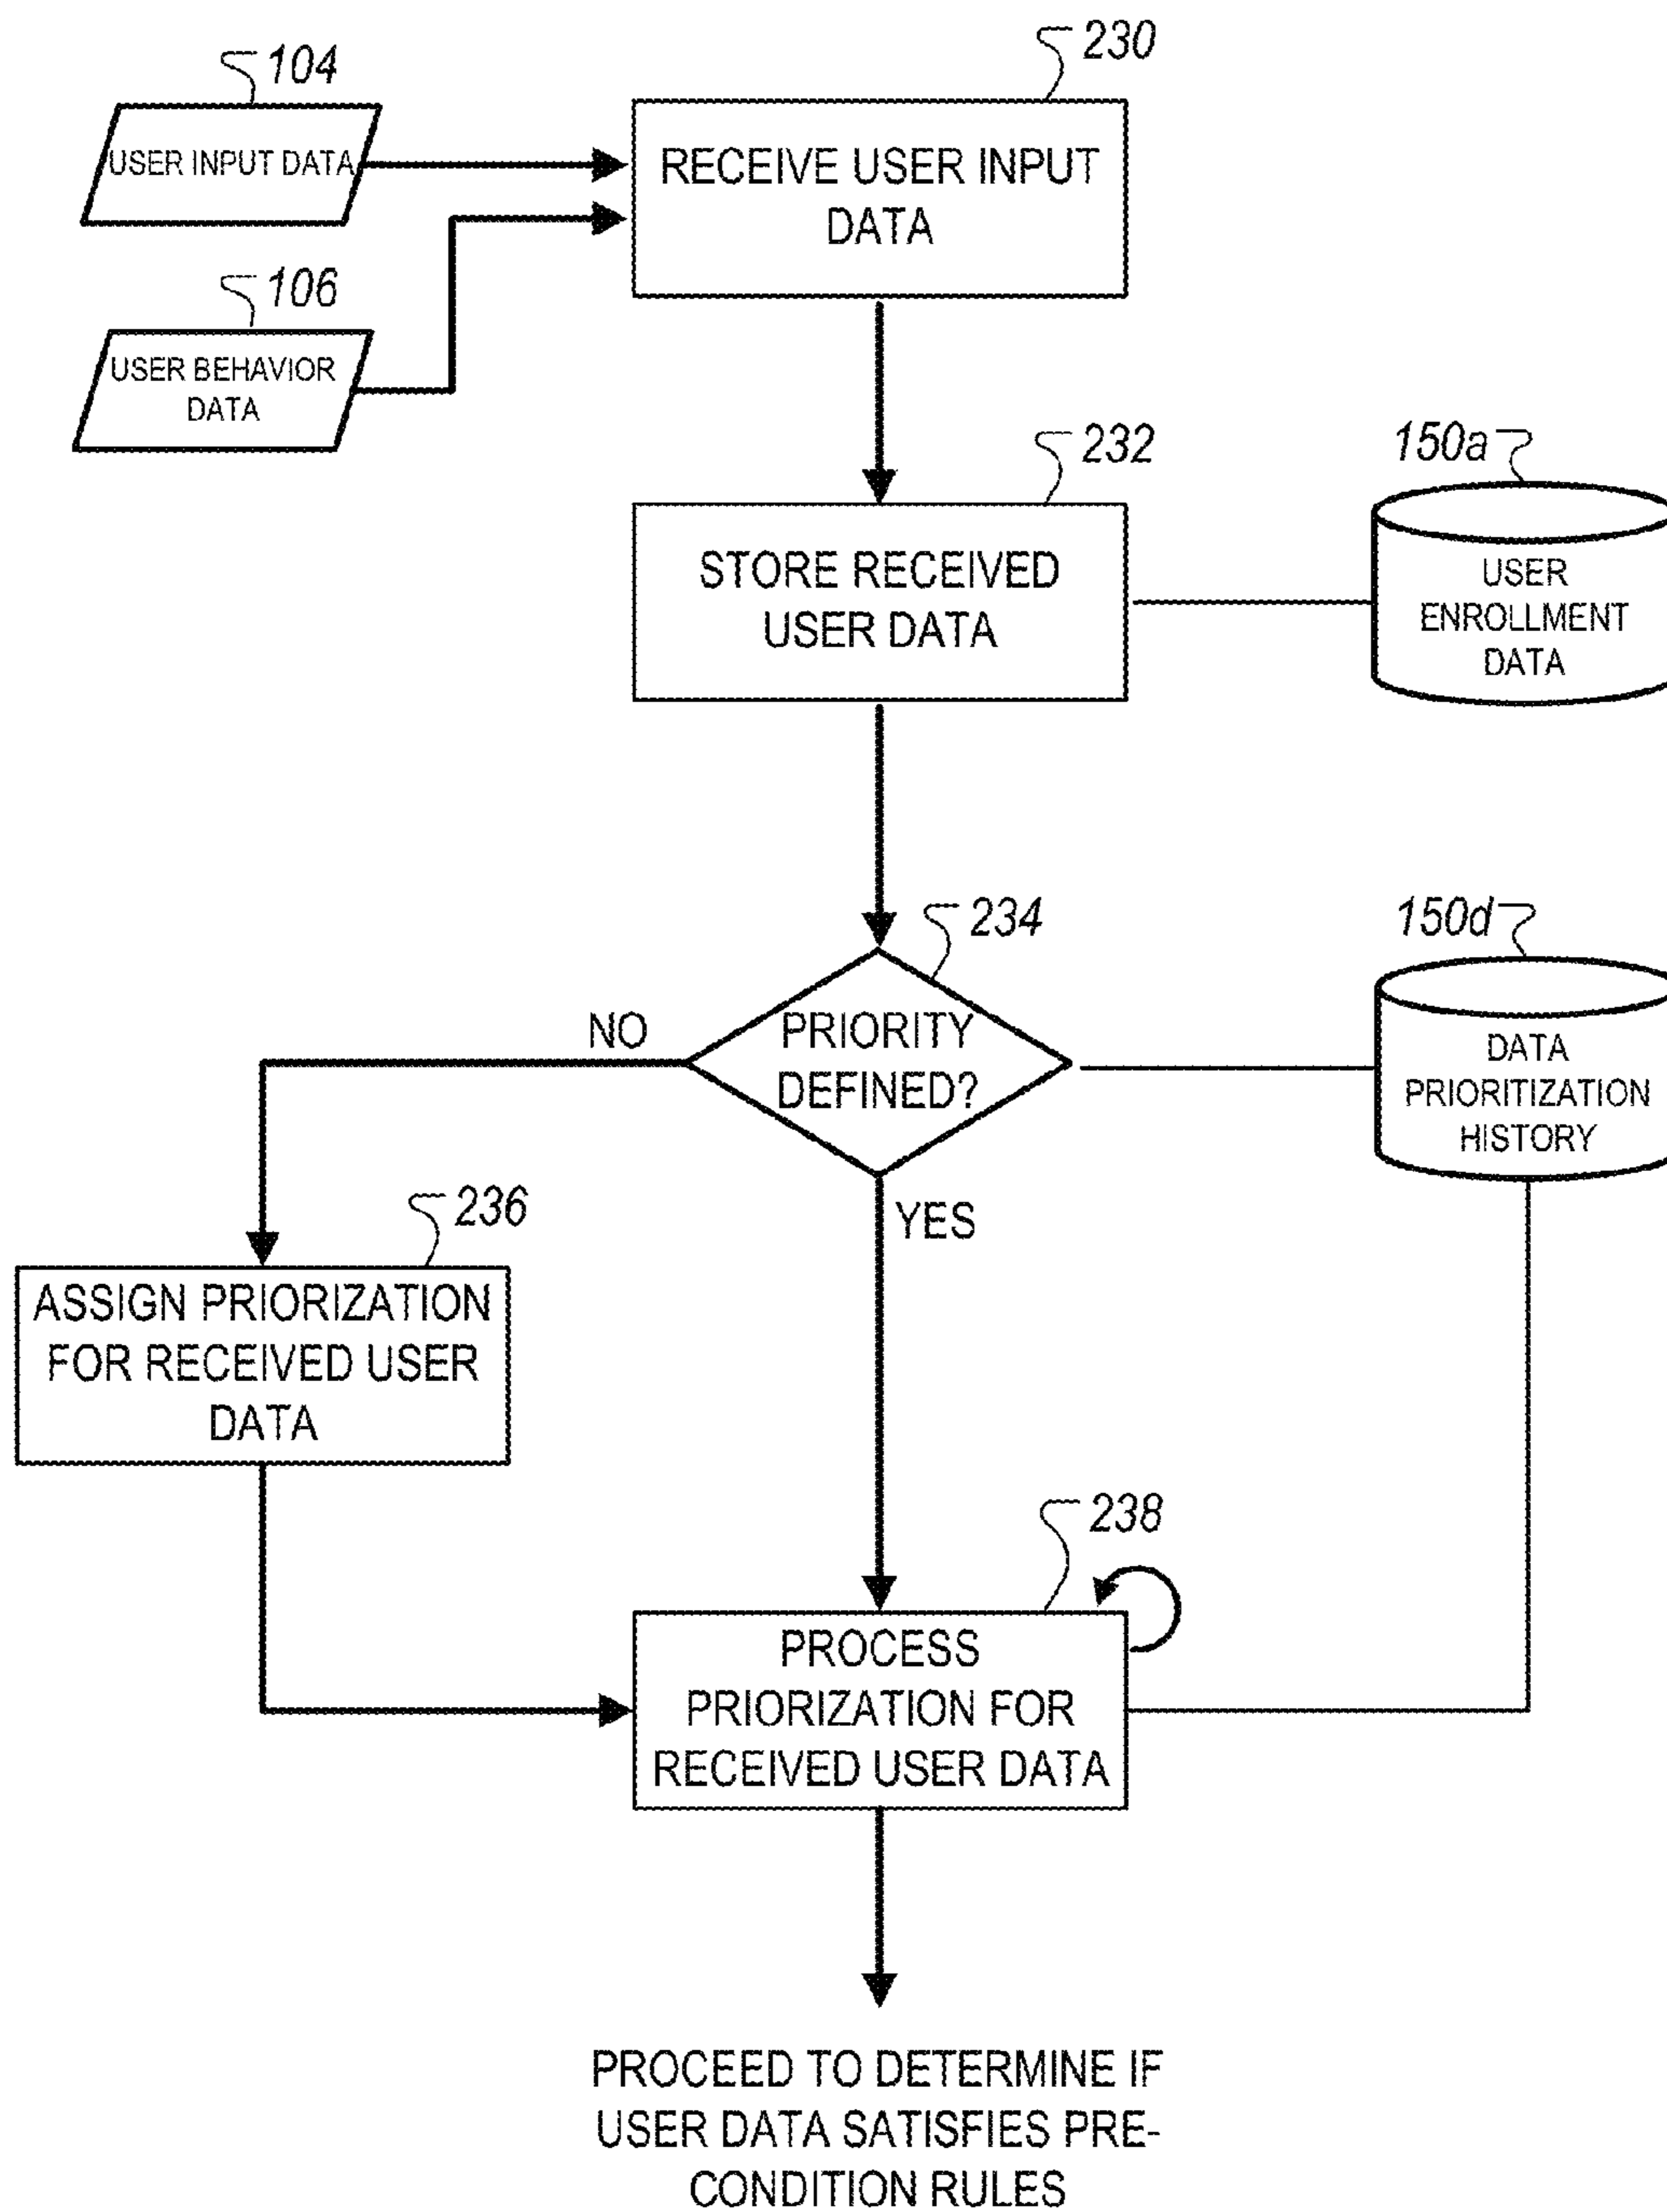 104
USER INPUT DATA
230
RECEIVE USER INPUT
DATA
106
USER BEHAVIOR
DATA
232
STORE RECEIVED
USER DATA
150a
USER
ENROLLMENT
DATA
234
PRIORITY
DEFINED?
NO
YES
150d
DATA
PRIORITIZATION
HISTORY
236
ASSIGN PRIORIZATION
FOR RECEIVED USER
DATA
238
PROCESS
PRIORIZATION FOR
RECEIVED USER DATA
PROCEED TO DETERMINE IF
USER DATA SATISFIES PRE-
CONDITION RULES